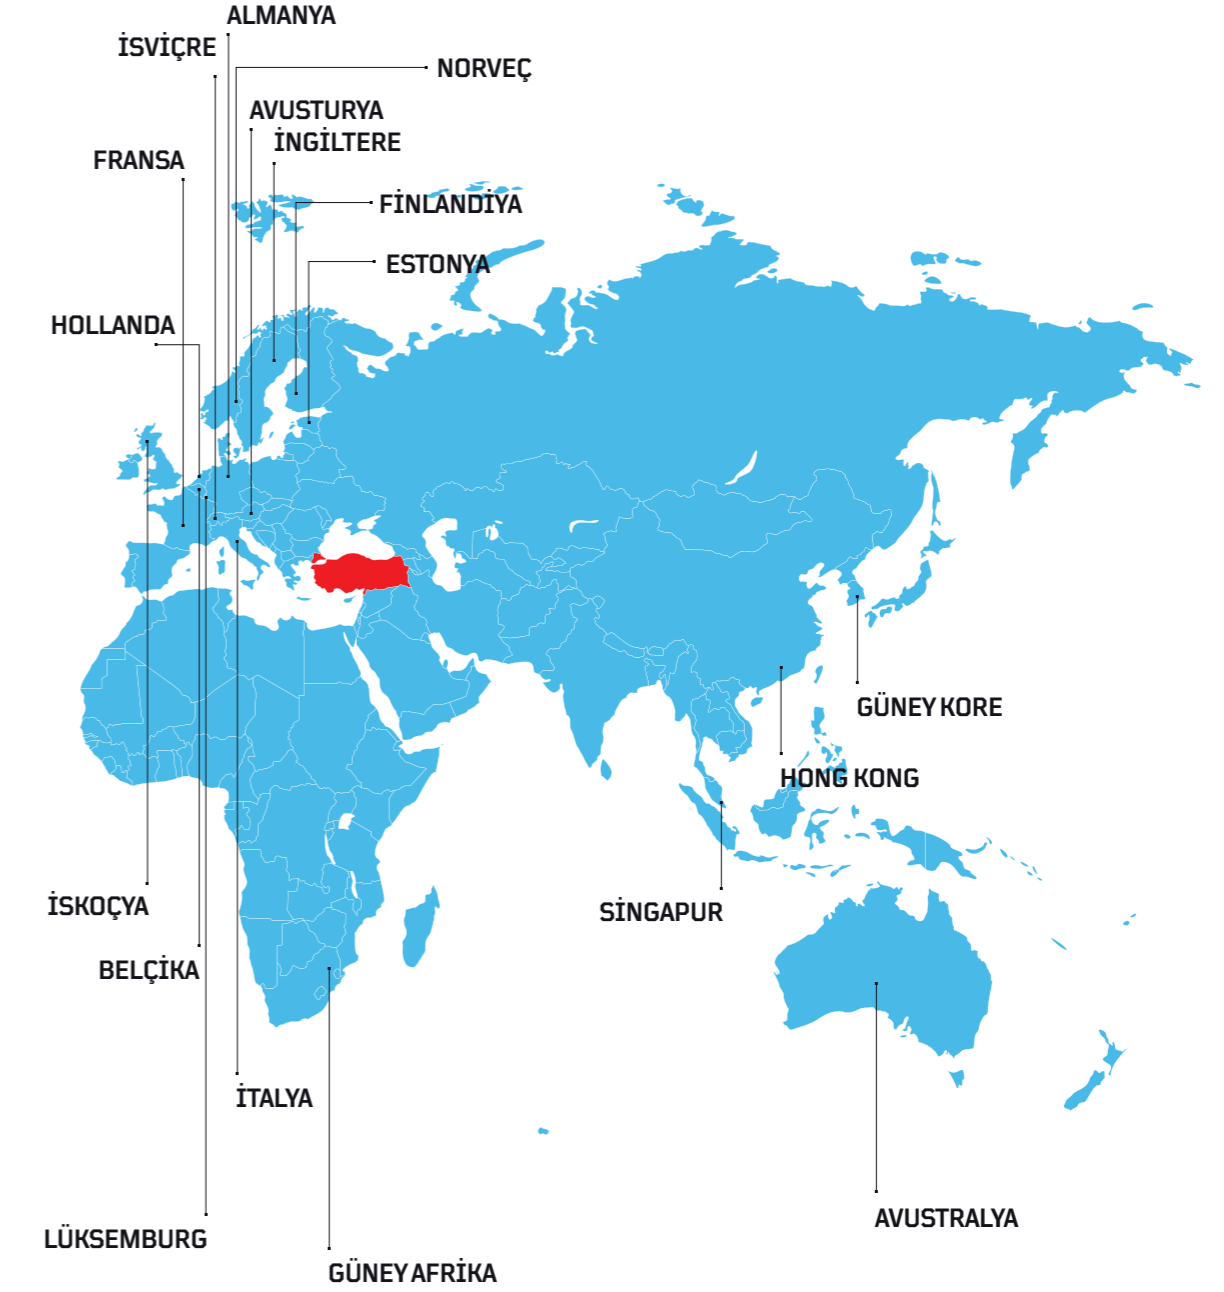 ALMANYA
İSVİÇRE
NORVEÇ
AVUSTURYA
İNGİLTERE
FRANSA
FİNLANDİYA
ESTONYA
HOLLANDA
GÜNEY KORE
HONG KONG
İSKOÇYA
SİNGAPUR
BELÇİKA
İTALYA
AVUSTRALYA
LÜKSEMBURG
GÜNEY AFRİKA